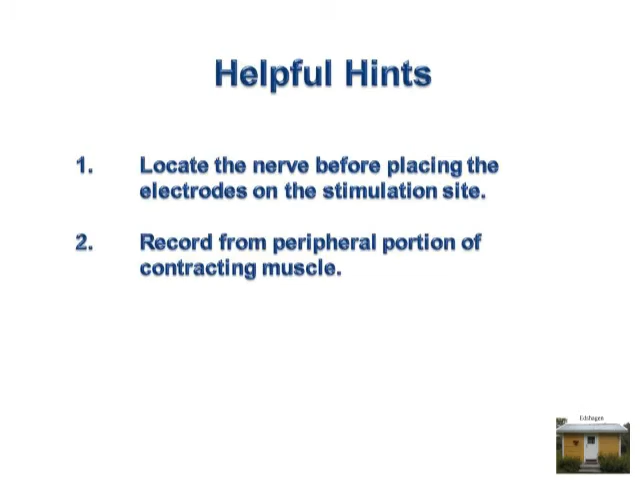 Helpful Hints
1. Locate the nerve before placing the
electrodes on the stimulation site.
2. Record from peripheral portion of
contracting muscle.
Edshagen